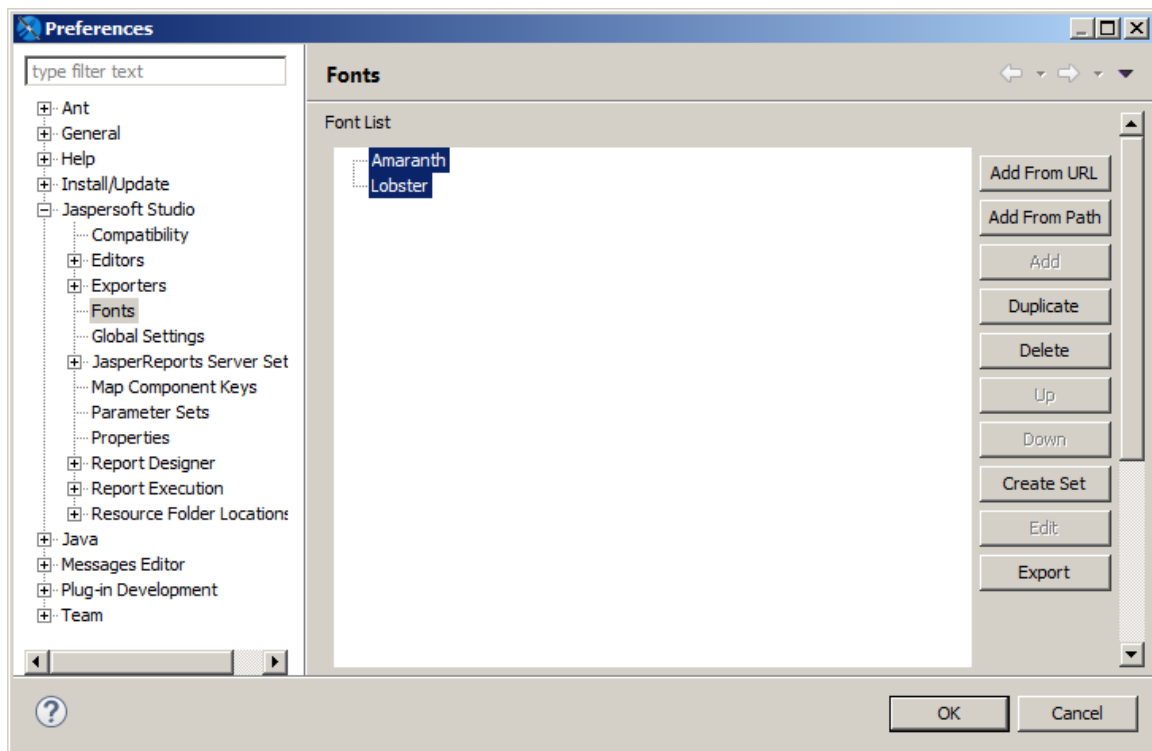 Preferences
type filter text
Ant
General
Help
Install/Update
Jaspersoft Studio
Compatibility
Editors
Exporters
Fonts
Global Settings
JasperReports Server Set
Map Component Keys
Parameter Sets
Properties
Report Designer
Report Execution
Resource Folder Locations
Java
Messages Editor
Plug-in Development
Team
Fonts
Font List
Amaranth
Lobster
Add From URL
Add From Path
Add
Duplicate
Delete
Up
Down
Create Set
Edit
Export
?
OK
Cancel